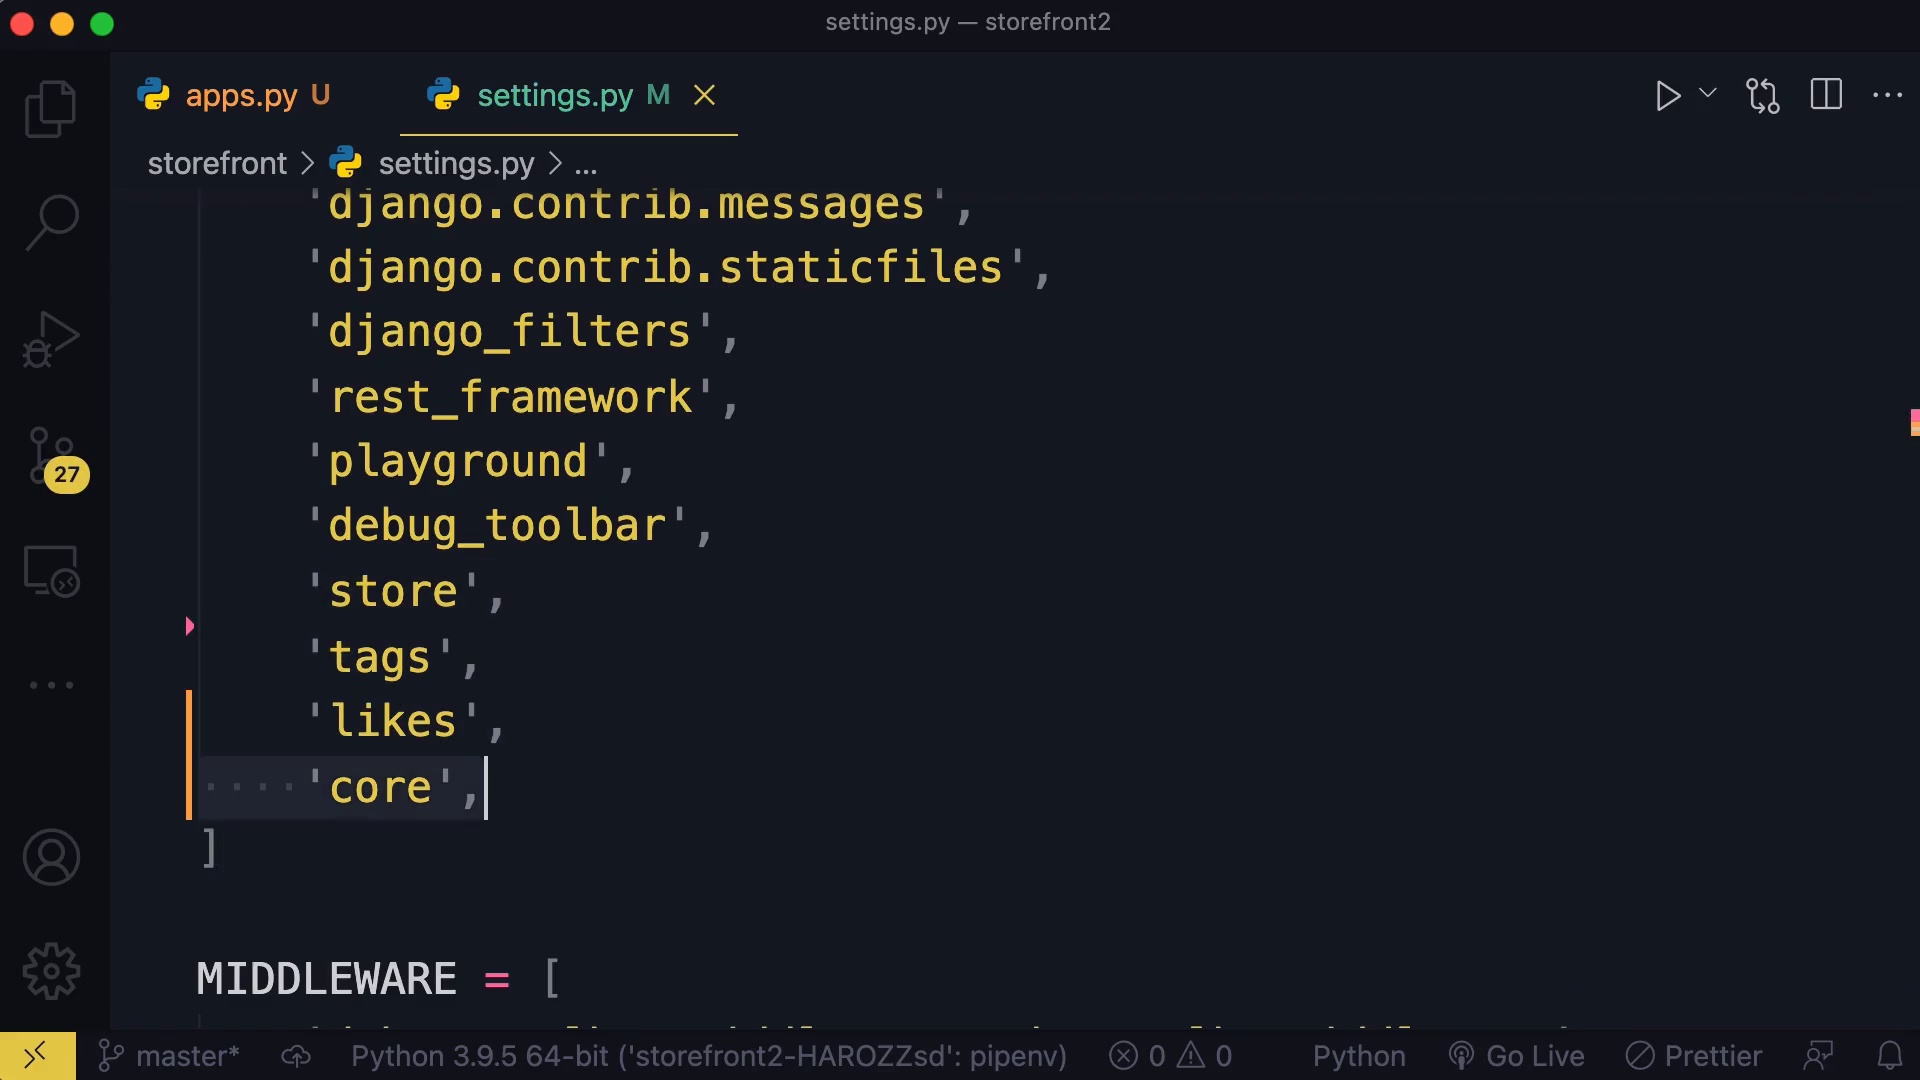 settings.py — storefront2
apps.py U
settings.py M
storefront > settings.py > ...
'django.contrib.messages',
'django.contrib.staticfiles',
'django_filters',
'rest_framework',
'playground',
'debug_toolbar',
'store',
'tags',
'likes',
'core',
]
MIDDLEWARE = [
27
master*
Python 3.9.5 64-bit ('storefront2-HAROZZsd': pipenv)
0
0
Python
Go Live
Prettier